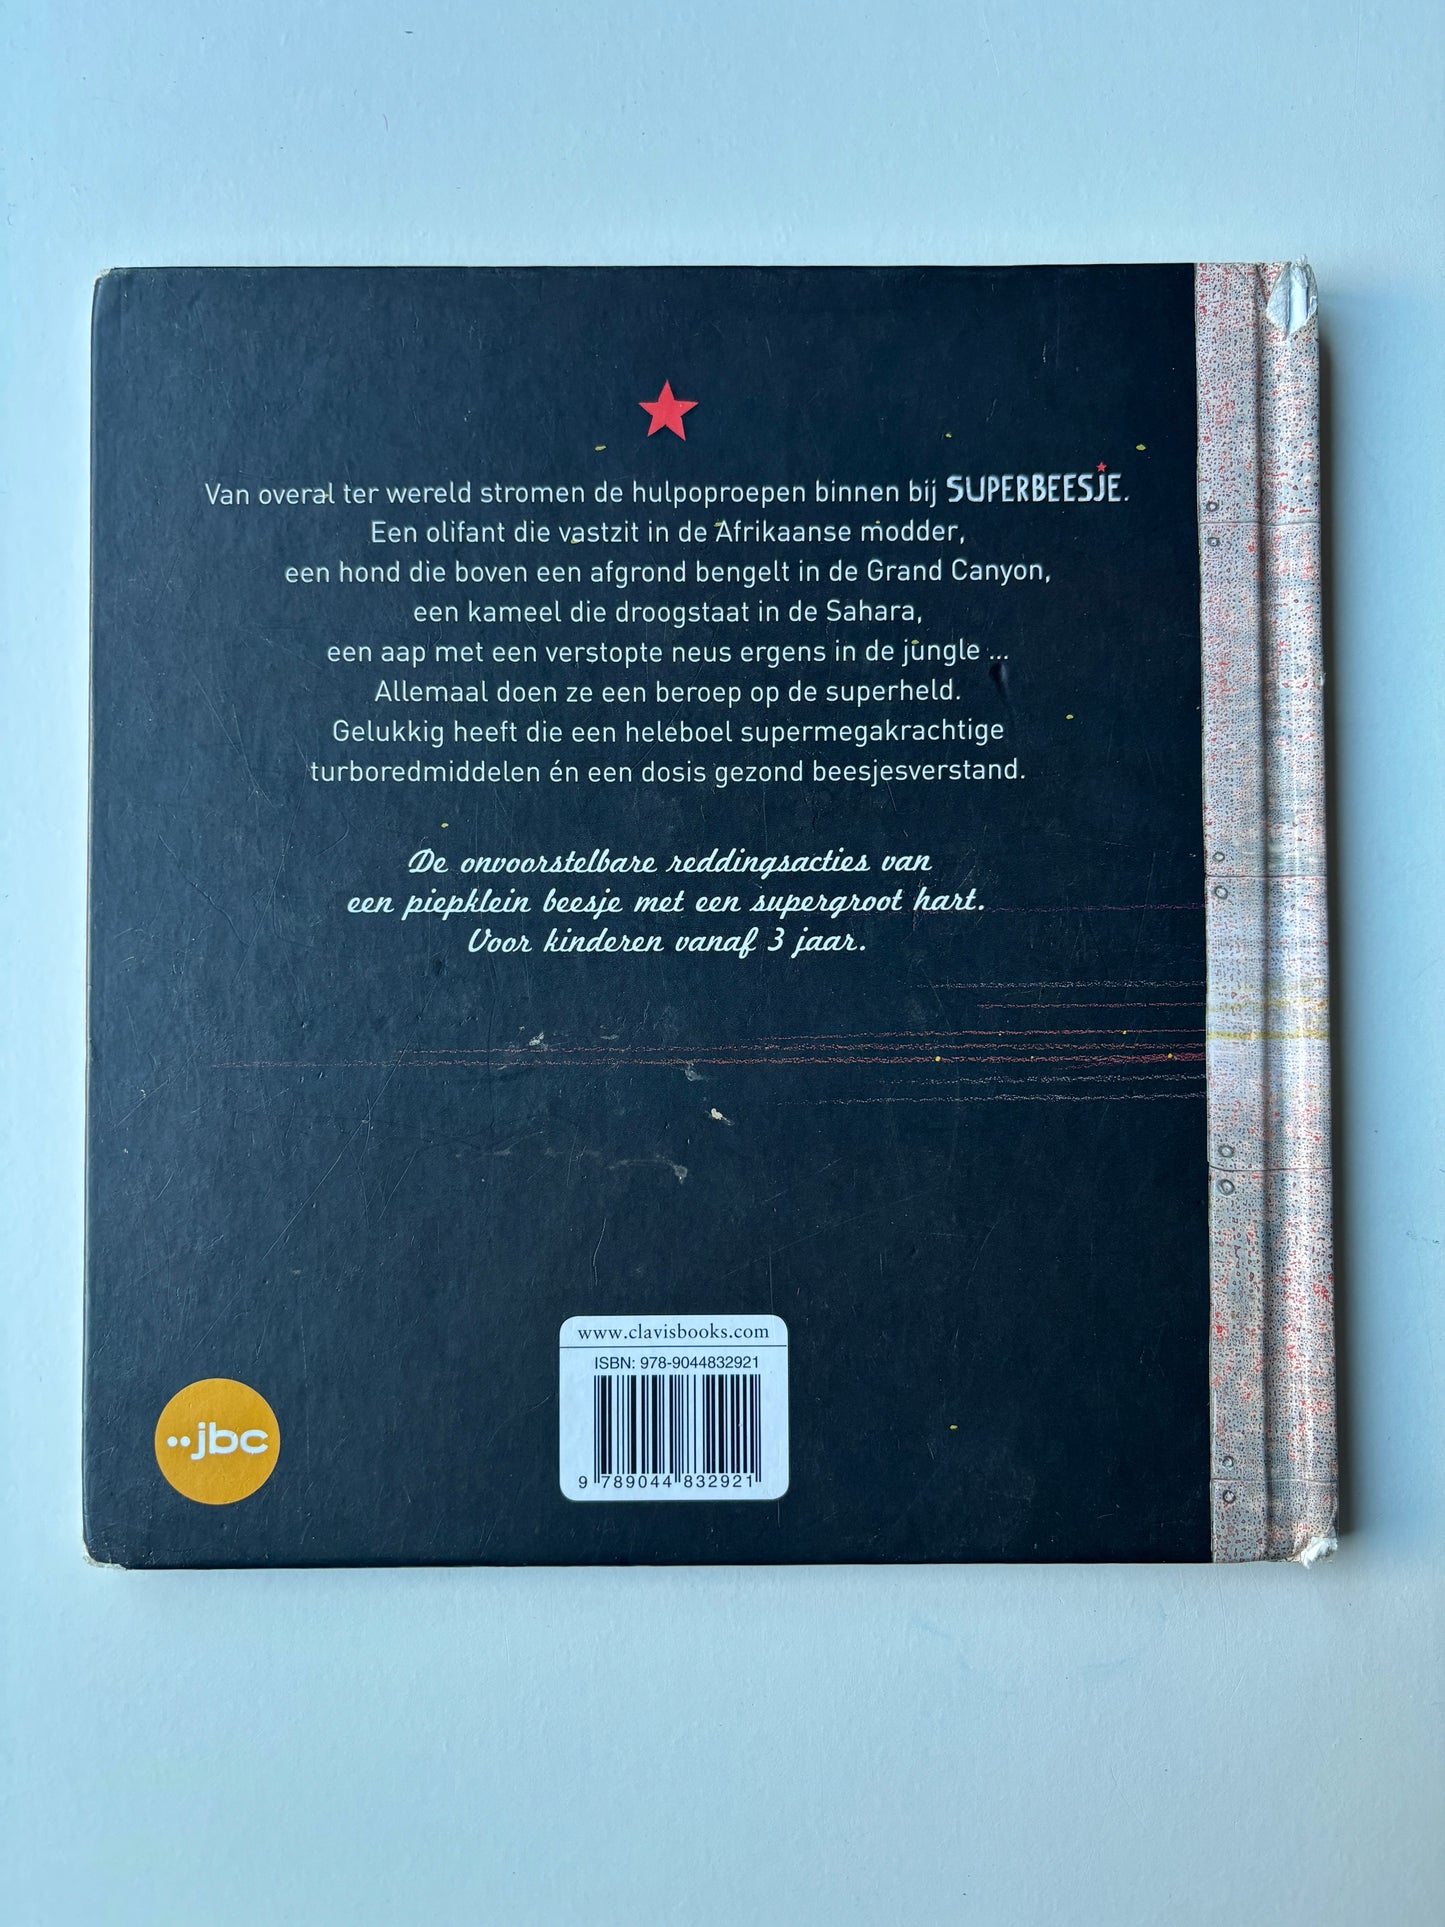 Van overal ter wereld stromen de hulpoproepen binnen bij SUPERBEESJE.
Een olifant die vastzit in de Afrikaanse modder,
een hond die boven een afgrond bengelt in de Grand Canyon,
een kameel die droogstaat in de Sahara,
een aap met een verstopte neus ergens in de jungle ...
Allemaal doen ze een beroep op de superheld.
Gelukkig heeft die een heleboel supermegakrachtige
turboredmiddelen én een dosis gezond beesjesverstand.
De onvoorstelbare reddingsacties van
een piepklein beesje met een supergroot hart.
Voor kinderen vanaf 3 jaar.
www.clavisbooks.com
ISBN: 978-9044832921
9 789044 832921
jbc